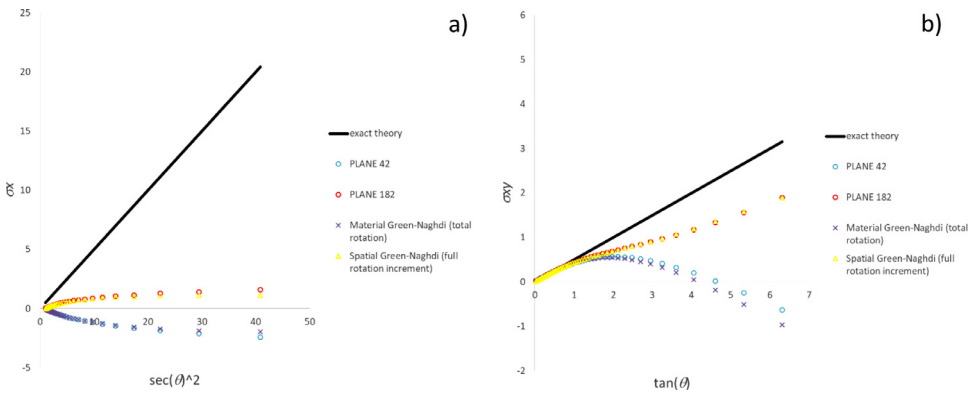 a)
25
20
15
10
5
0
-5
0
10
20
30
40
50
σx
sec(θ)^2
exact theory
PLANE 42
PLANE 182
Material Green-Naghdi (total
rotation)
Spatial Green-Naghdi (full
rotation increment)
b)
6
5
4
3
2
1
0
-1
-2
0
1
2
3
4
5
6
7
σxy
tan(θ)
exact theory
PLANE 42
PLANE 182
Material Green-Naghdi (total
rotation)
Spatial Green-Naghdi (full
rotation increment)